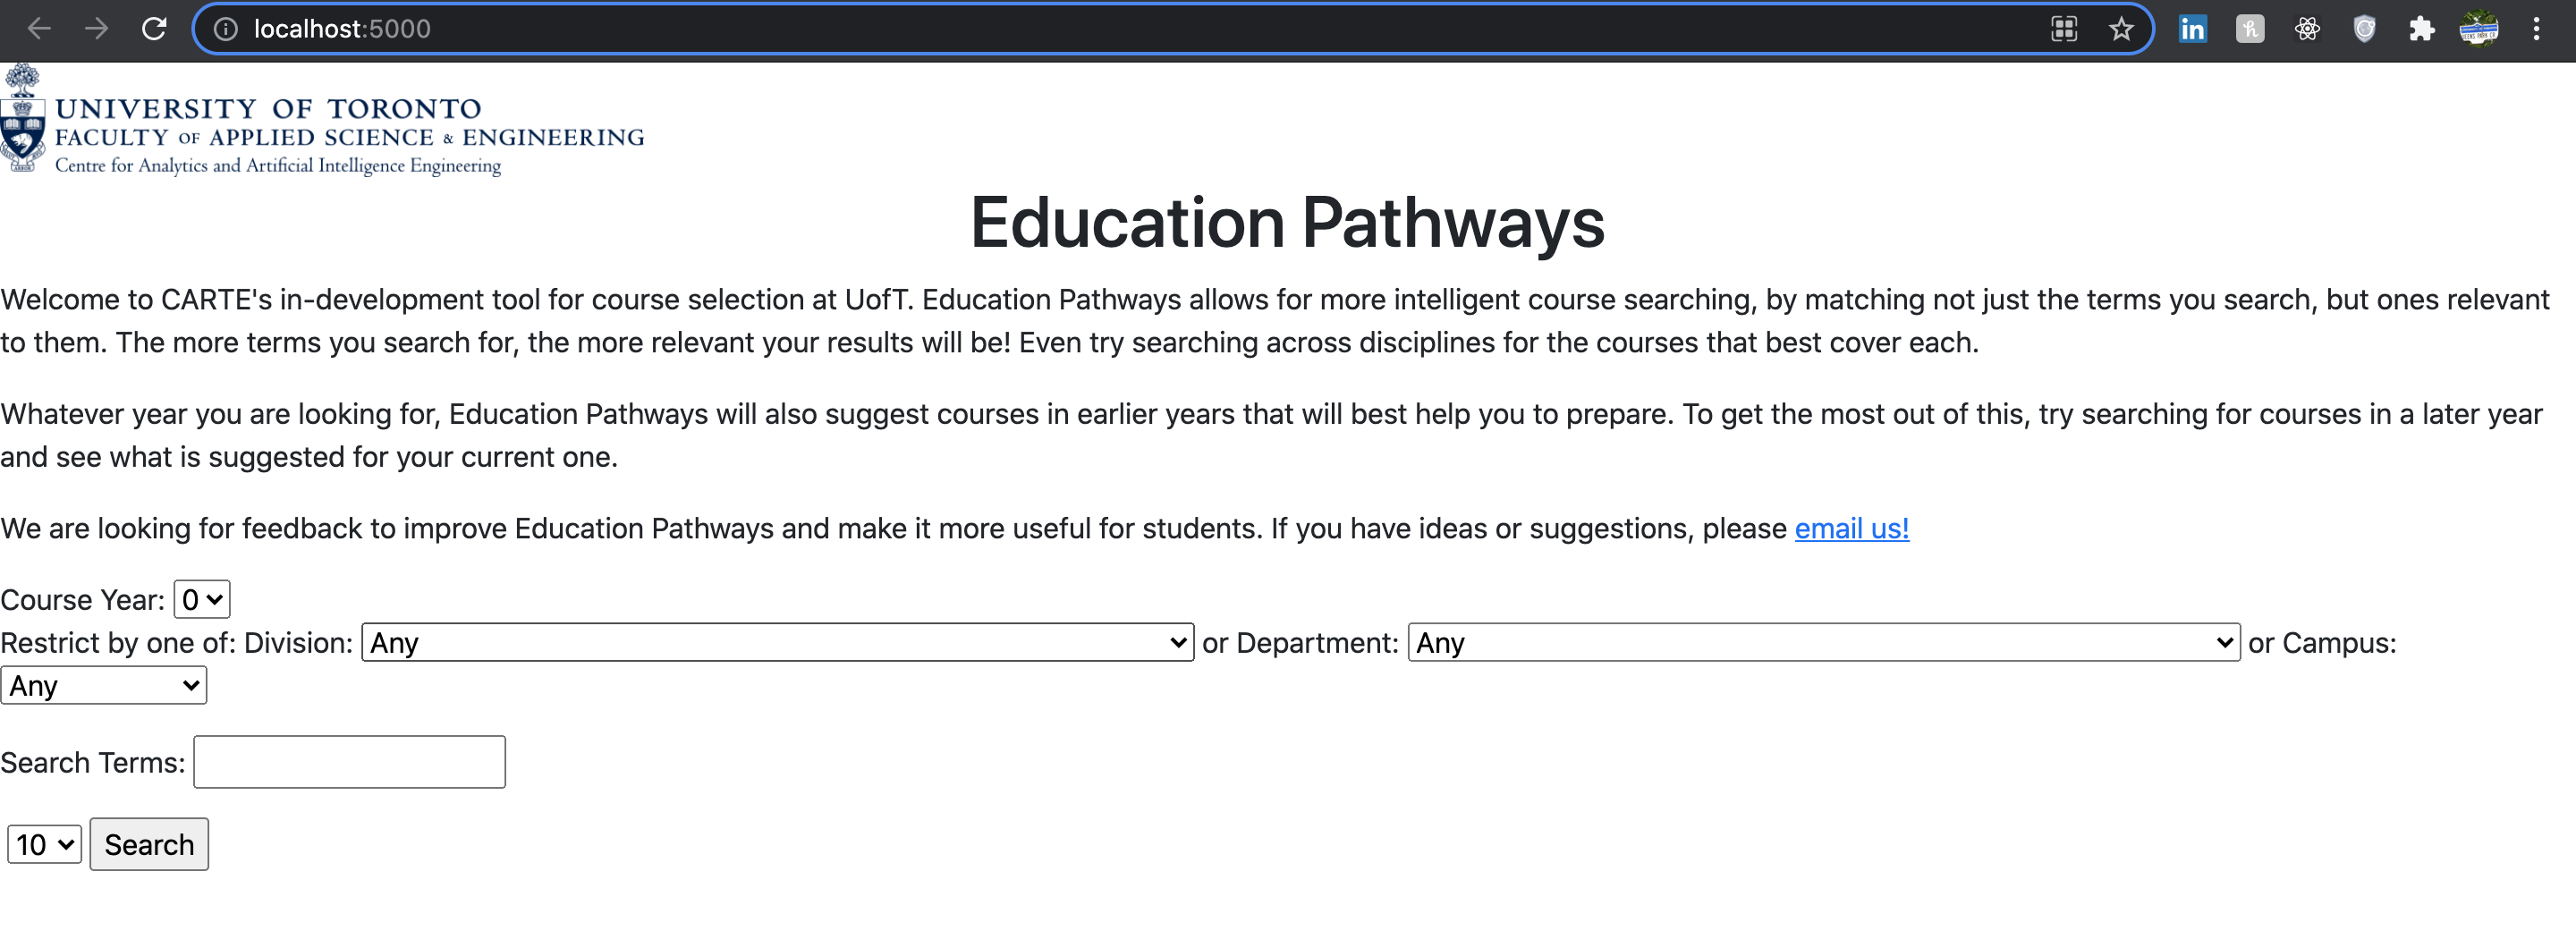 localhost:5000
UNIVERSITY OF TORONTO
FACULTY OF APPLIED SCIENCE & ENGINEERING
Centre for Analytics and Artificial Intelligence Engineering
Education Pathways
Welcome to CARTE's in-development tool for course selection at UofT. Education Pathways allows for more intelligent course searching, by matching not just the terms you search, but ones relevant
to them. The more terms you search for, the more relevant your results will be! Even try searching across disciplines for the courses that best cover each.
Whatever year you are looking for, Education Pathways will also suggest courses in earlier years that will best help you to prepare. To get the most out of this, try searching for courses in a later year
and see what is suggested for your current one.
We are looking for feedback to improve Education Pathways and make it more useful for students. If you have ideas or suggestions, please email us!
Course Year: 0
Restrict by one of: Division: Any or Department: Any or Campus:
Any
Search Terms:
10 Search